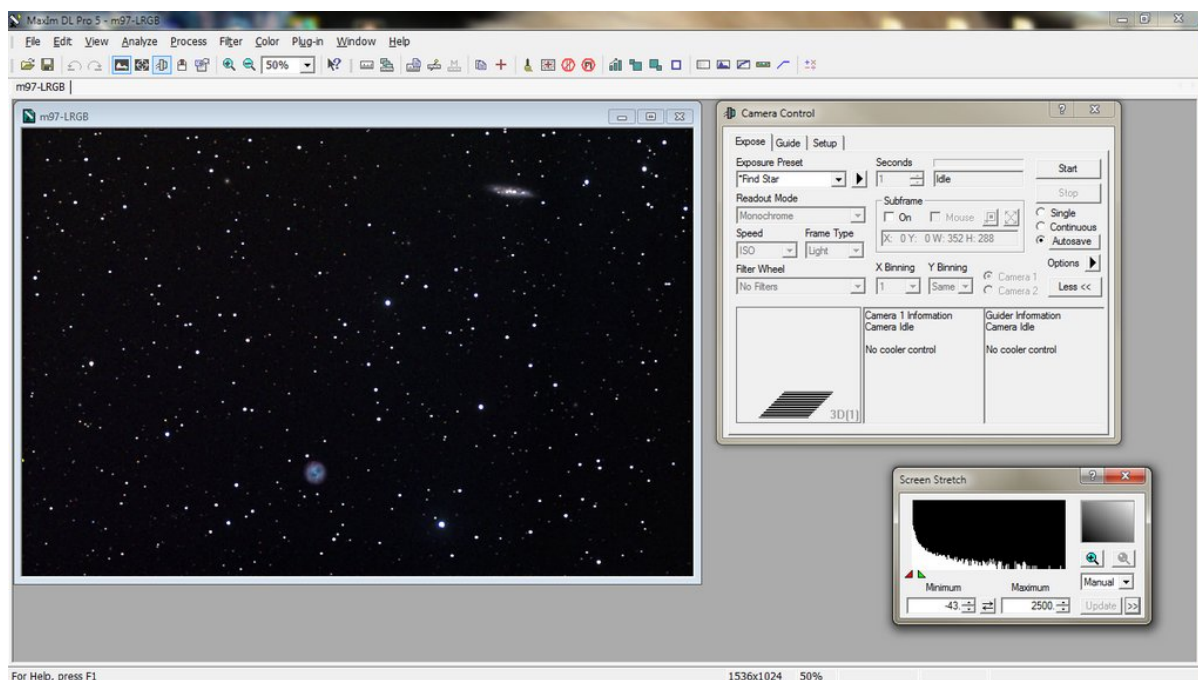 MaxIm DL Pro 5 - m97-LRGB
File Edit View Analyze Process Filter Color Plug-in Window Help
50%
m97-LRGB
m97-LRGB
Camera Control
Expose Guide Setup
Exposure Preset Seconds
*Find Star 1 Idle Start
Stop
Readout Mode Subframe
Monochrome On Mouse Single
Continuous
Speed Frame Type X: 0 Y: 0 W: 352 H: 288 Autosave
ISO Light
Filter Wheel X Binning Y Binning Camera 1 Options
No Filters 1 Same Camera 2 Less <<
Camera 1 Information
Camera Idle
No cooler control
Guider Information
Camera Idle
No cooler control
3D[1]
Screen Stretch
Minimum Maximum Manual
-43. 2500. Update >>
For Help, press F1 1536x1024 50%